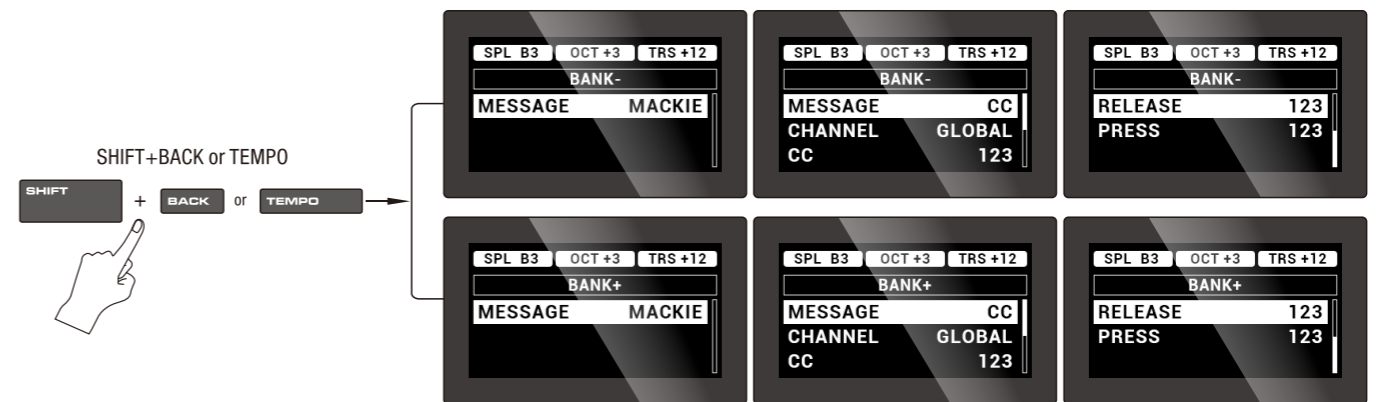 SHIFT+BACK or TEMPO
SHIFT + BACK or TEMPO
SPL B3 OCT +3 TRS +12
BANK-
MESSAGE MACKIE
SPL B3 OCT +3 TRS +12
BANK-
MESSAGE CC
CHANNEL GLOBAL
CC 123
SPL B3 OCT +3 TRS +12
BANK-
RELEASE 123
PRESS 123
SPL B3 OCT +3 TRS +12
BANK+
MESSAGE MACKIE
SPL B3 OCT +3 TRS +12
BANK+
MESSAGE CC
CHANNEL GLOBAL
CC 123
SPL B3 OCT +3 TRS +12
BANK+
RELEASE 123
PRESS 123